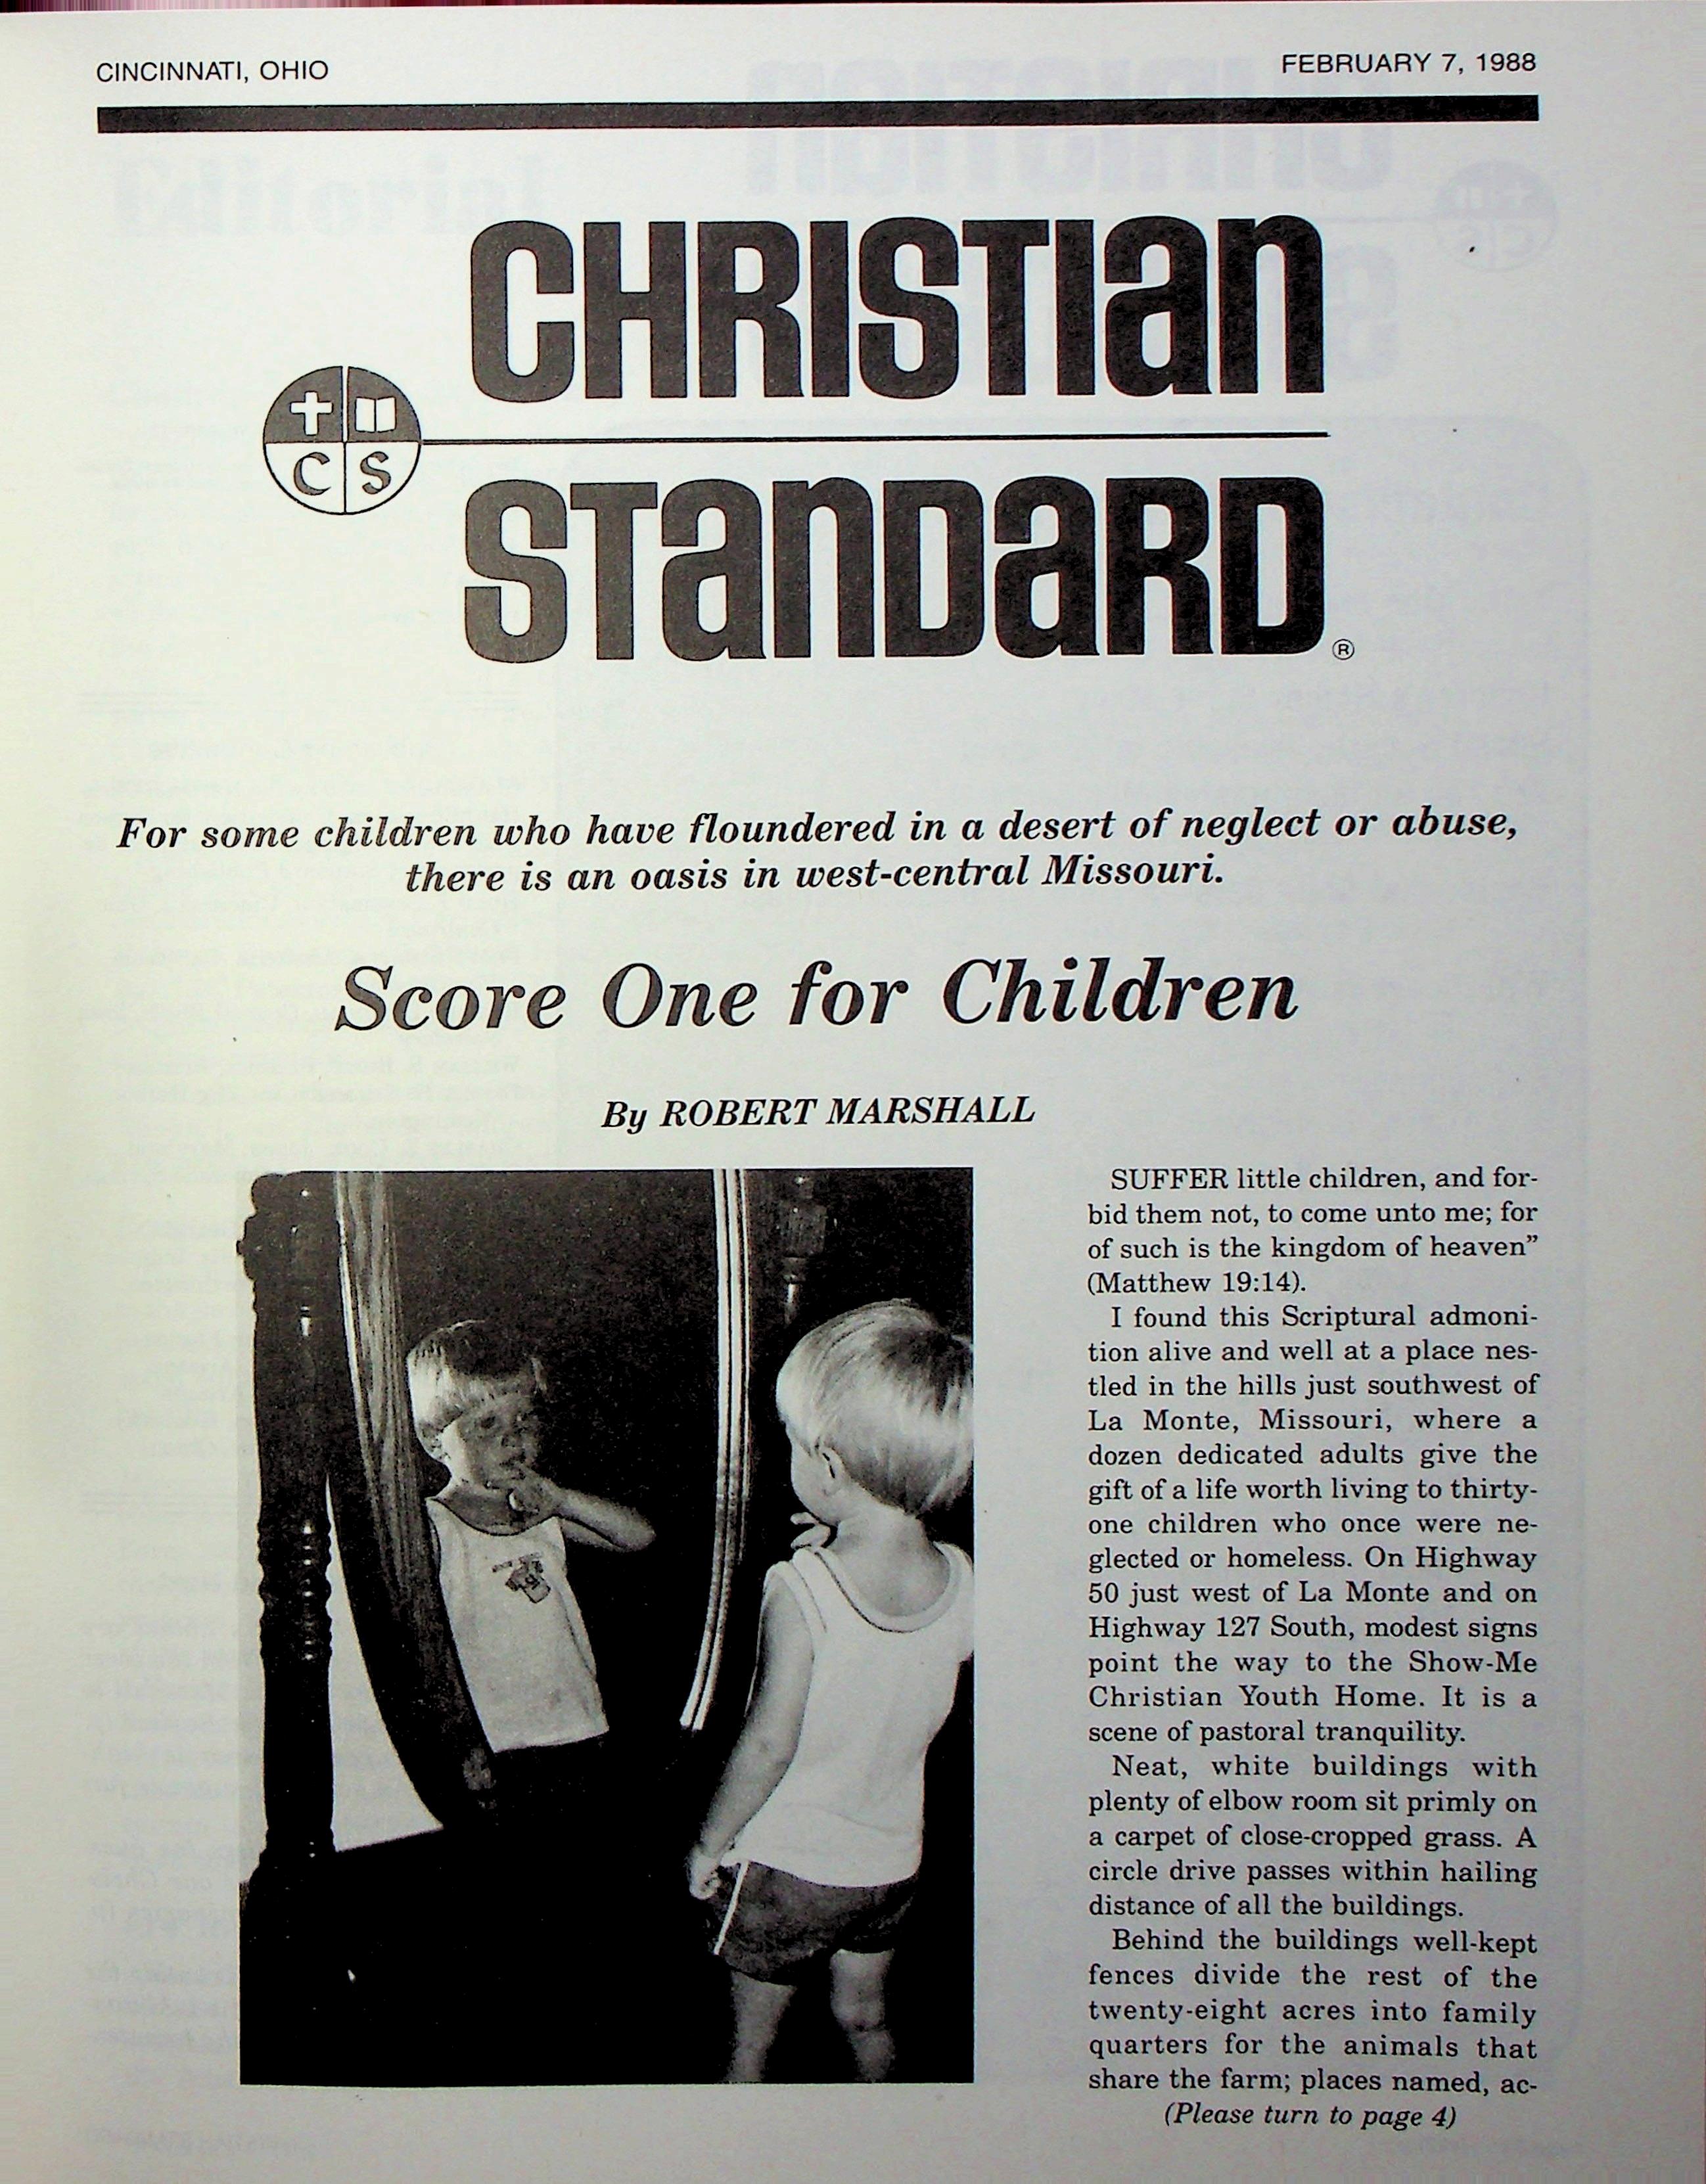 CINCINNATI, OHIO
FEBRUARY 7, 1988
CHRISTIan
C S
STanDaRD®
For some children who have floundered in a desert of neglect or abuse,
there is an oasis in west-central Missouri.
Score One for Children
By ROBERT MARSHALL
SUFFER little children, and for-
bid them not, to come unto me; for
of such is the kingdom of heaven”
(Matthew 19:14).
I found this Scriptural admoni-
tion alive and well at a place nes-
tled in the hills just southwest of
La Monte, Missouri, where a
dozen dedicated adults give the
gift of a life worth living to thirty-
one children who once were ne-
glected or homeless. On Highway
50 just west of La Monte and on
Highway 127 South, modest signs
point the way to the Show-Me
Christian Youth Home. It is a
scene of pastoral tranquility.
Neat, white buildings with
plenty of elbow room sit primly on
a carpet of close-cropped grass. A
circle drive passes within hailing
distance of all the buildings.
Behind the buildings well-kept
fences divide the rest of the
twenty-eight acres into family
quarters for the animals that
share the farm; places named, ac-
(Please turn to page 4)